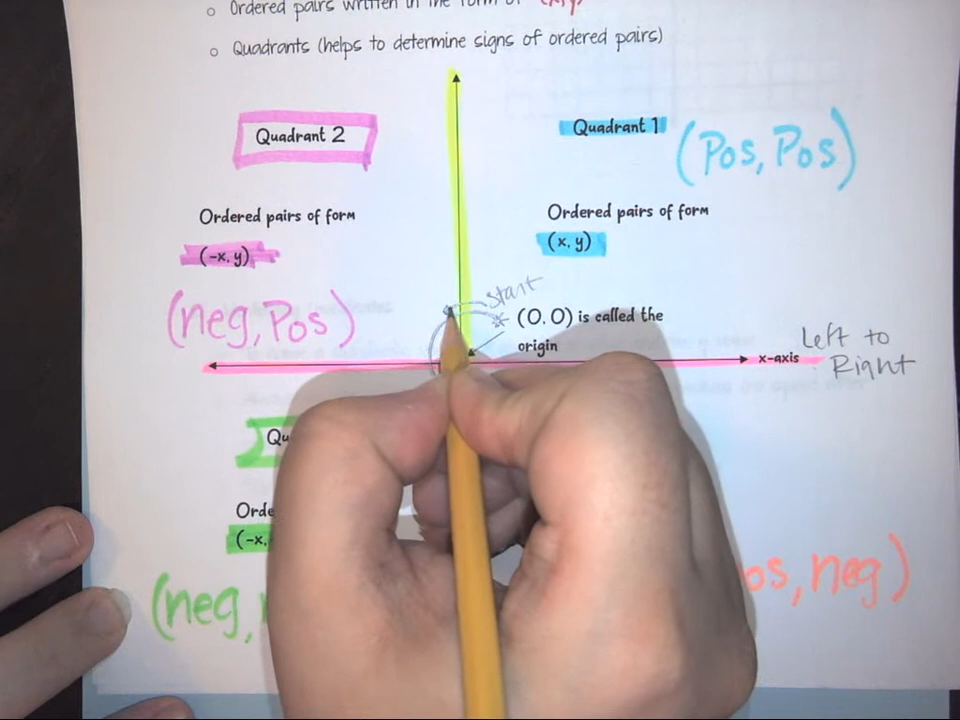 Ordered pairs written in the form of (x,y)
Quadrants (helps to determine signs of ordered pairs)
Quadrant 2
Quadrant 1
(Pos, Pos)
Ordered pairs of form
(-x, y)
Ordered pairs of form
(x, y)
(neg, Pos)
start
(0, 0) is called the
origin
x-axis
Left to
Right
Qu
Orde
(-x,
(neg,
os, neg)